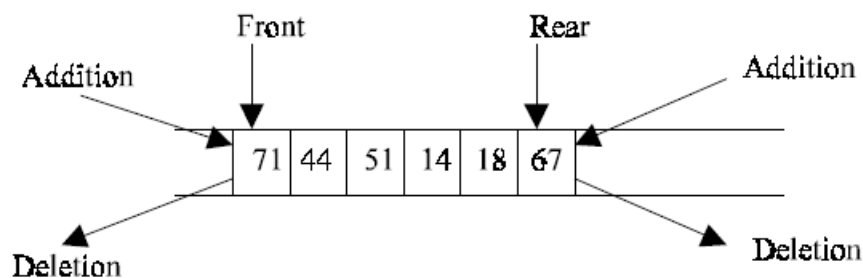 Front Rear
Addition Addition
71 44 51 14 18 67
Deletion Deletion